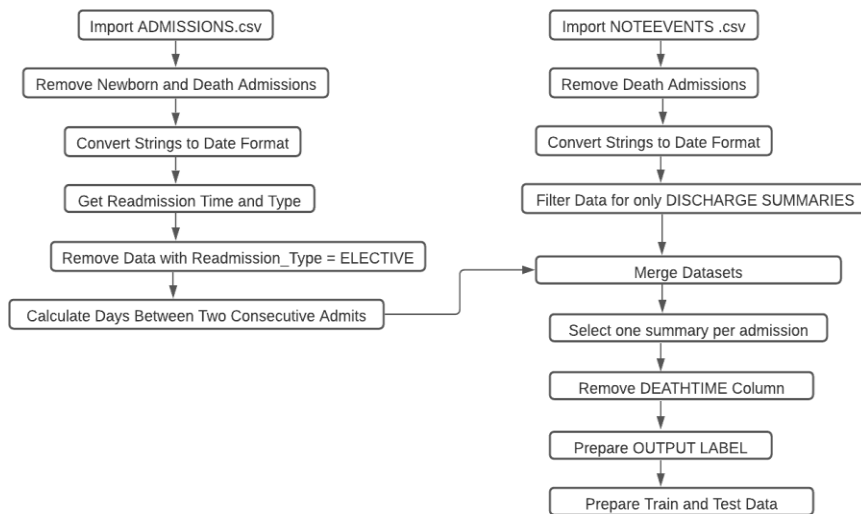 Import ADMISSIONS.csv
Remove Newborn and Death Admissions
Convert Strings to Date Format
Get Readmission Time and Type
Remove Data with Readmission_Type = ELECTIVE
Calculate Days Between Two Consecutive Admits
Import NOTEEVENTS .csv
Remove Death Admissions
Convert Strings to Date Format
Filter Data for only DISCHARGE SUMMARIES
Merge Datasets
Select one summary per admission
Remove DEATHTIME Column
Prepare OUTPUT LABEL
Prepare Train and Test Data